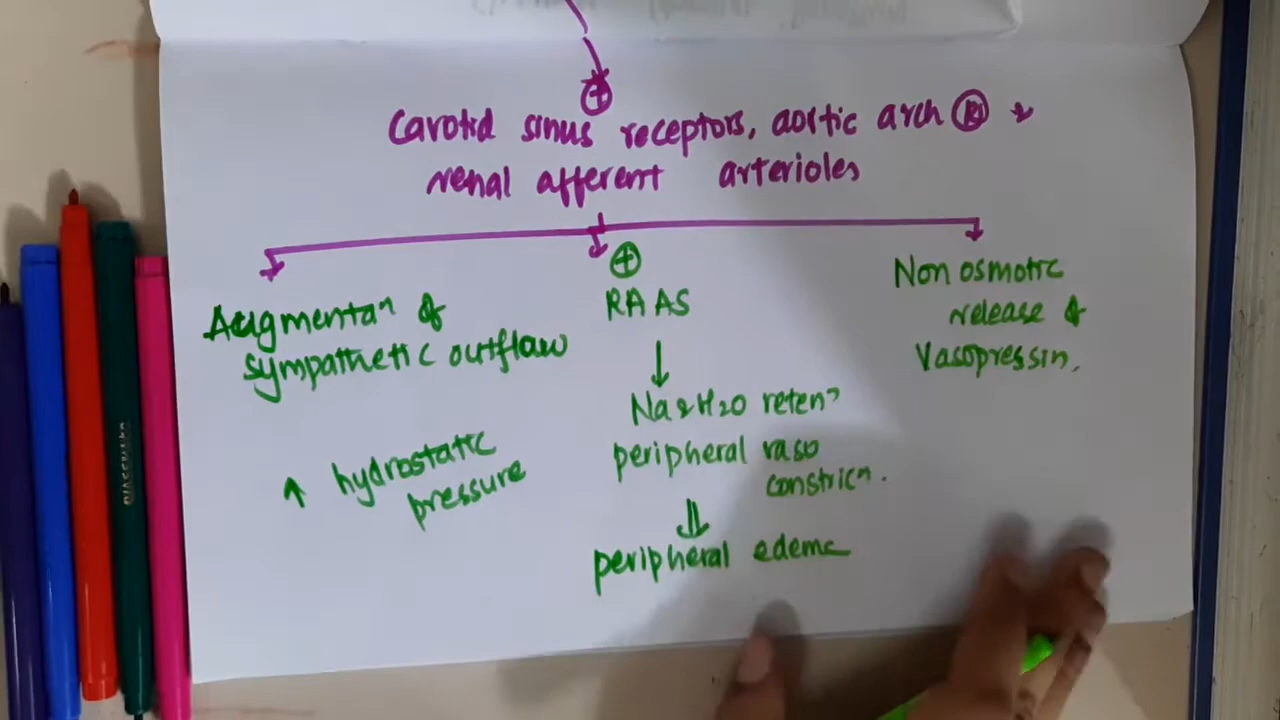 ⊕
Carotid sinus receptors, aortic arch Ⓡ &
renal afferent arterioles
Augmentaⁿ of
sympathetic outflow
⊕
RAAS
Non osmotic
release of
Vasopressin.
↓
Na & H2O retenⁿ
peripheral vaso
constricⁿ.
↑ hydrostatic
pressure
⇓
peripheral edema